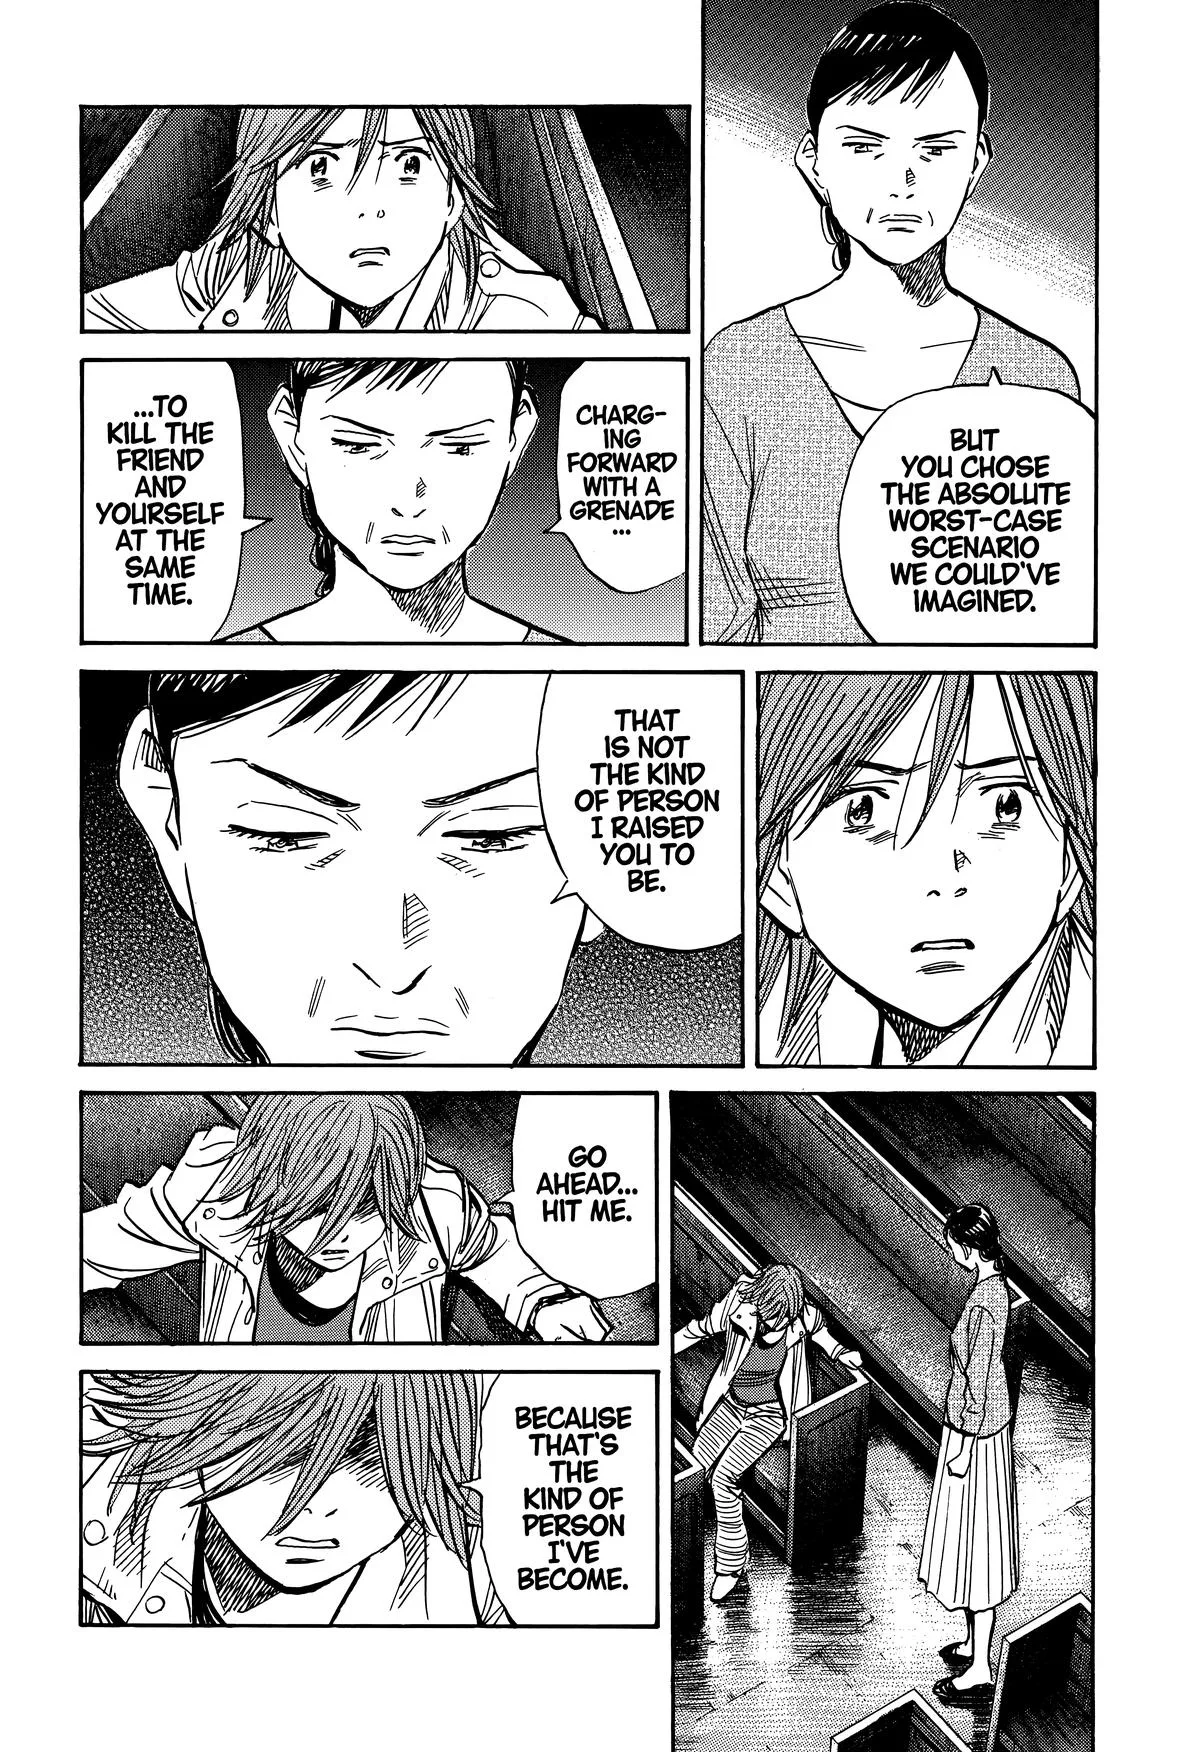 BUT
YOU CHOSE
THE ABSOLUTE
WORST-CASE
SCENARIO
WE COULD'VE
IMAGINED.
CHARG-
ING
FORWARD
WITH A
GRENADE
...
...TO
KILL THE
FRIEND
AND
YOURSELF
AT THE
SAME
TIME.
THAT
IS NOT
THE KIND
OF PERSON
I RAISED
YOU TO
BE.
GO
AHEAD...
HIT ME.
BECAUSE
THAT'S
THE
KIND OF
PERSON
I'VE
BECOME.